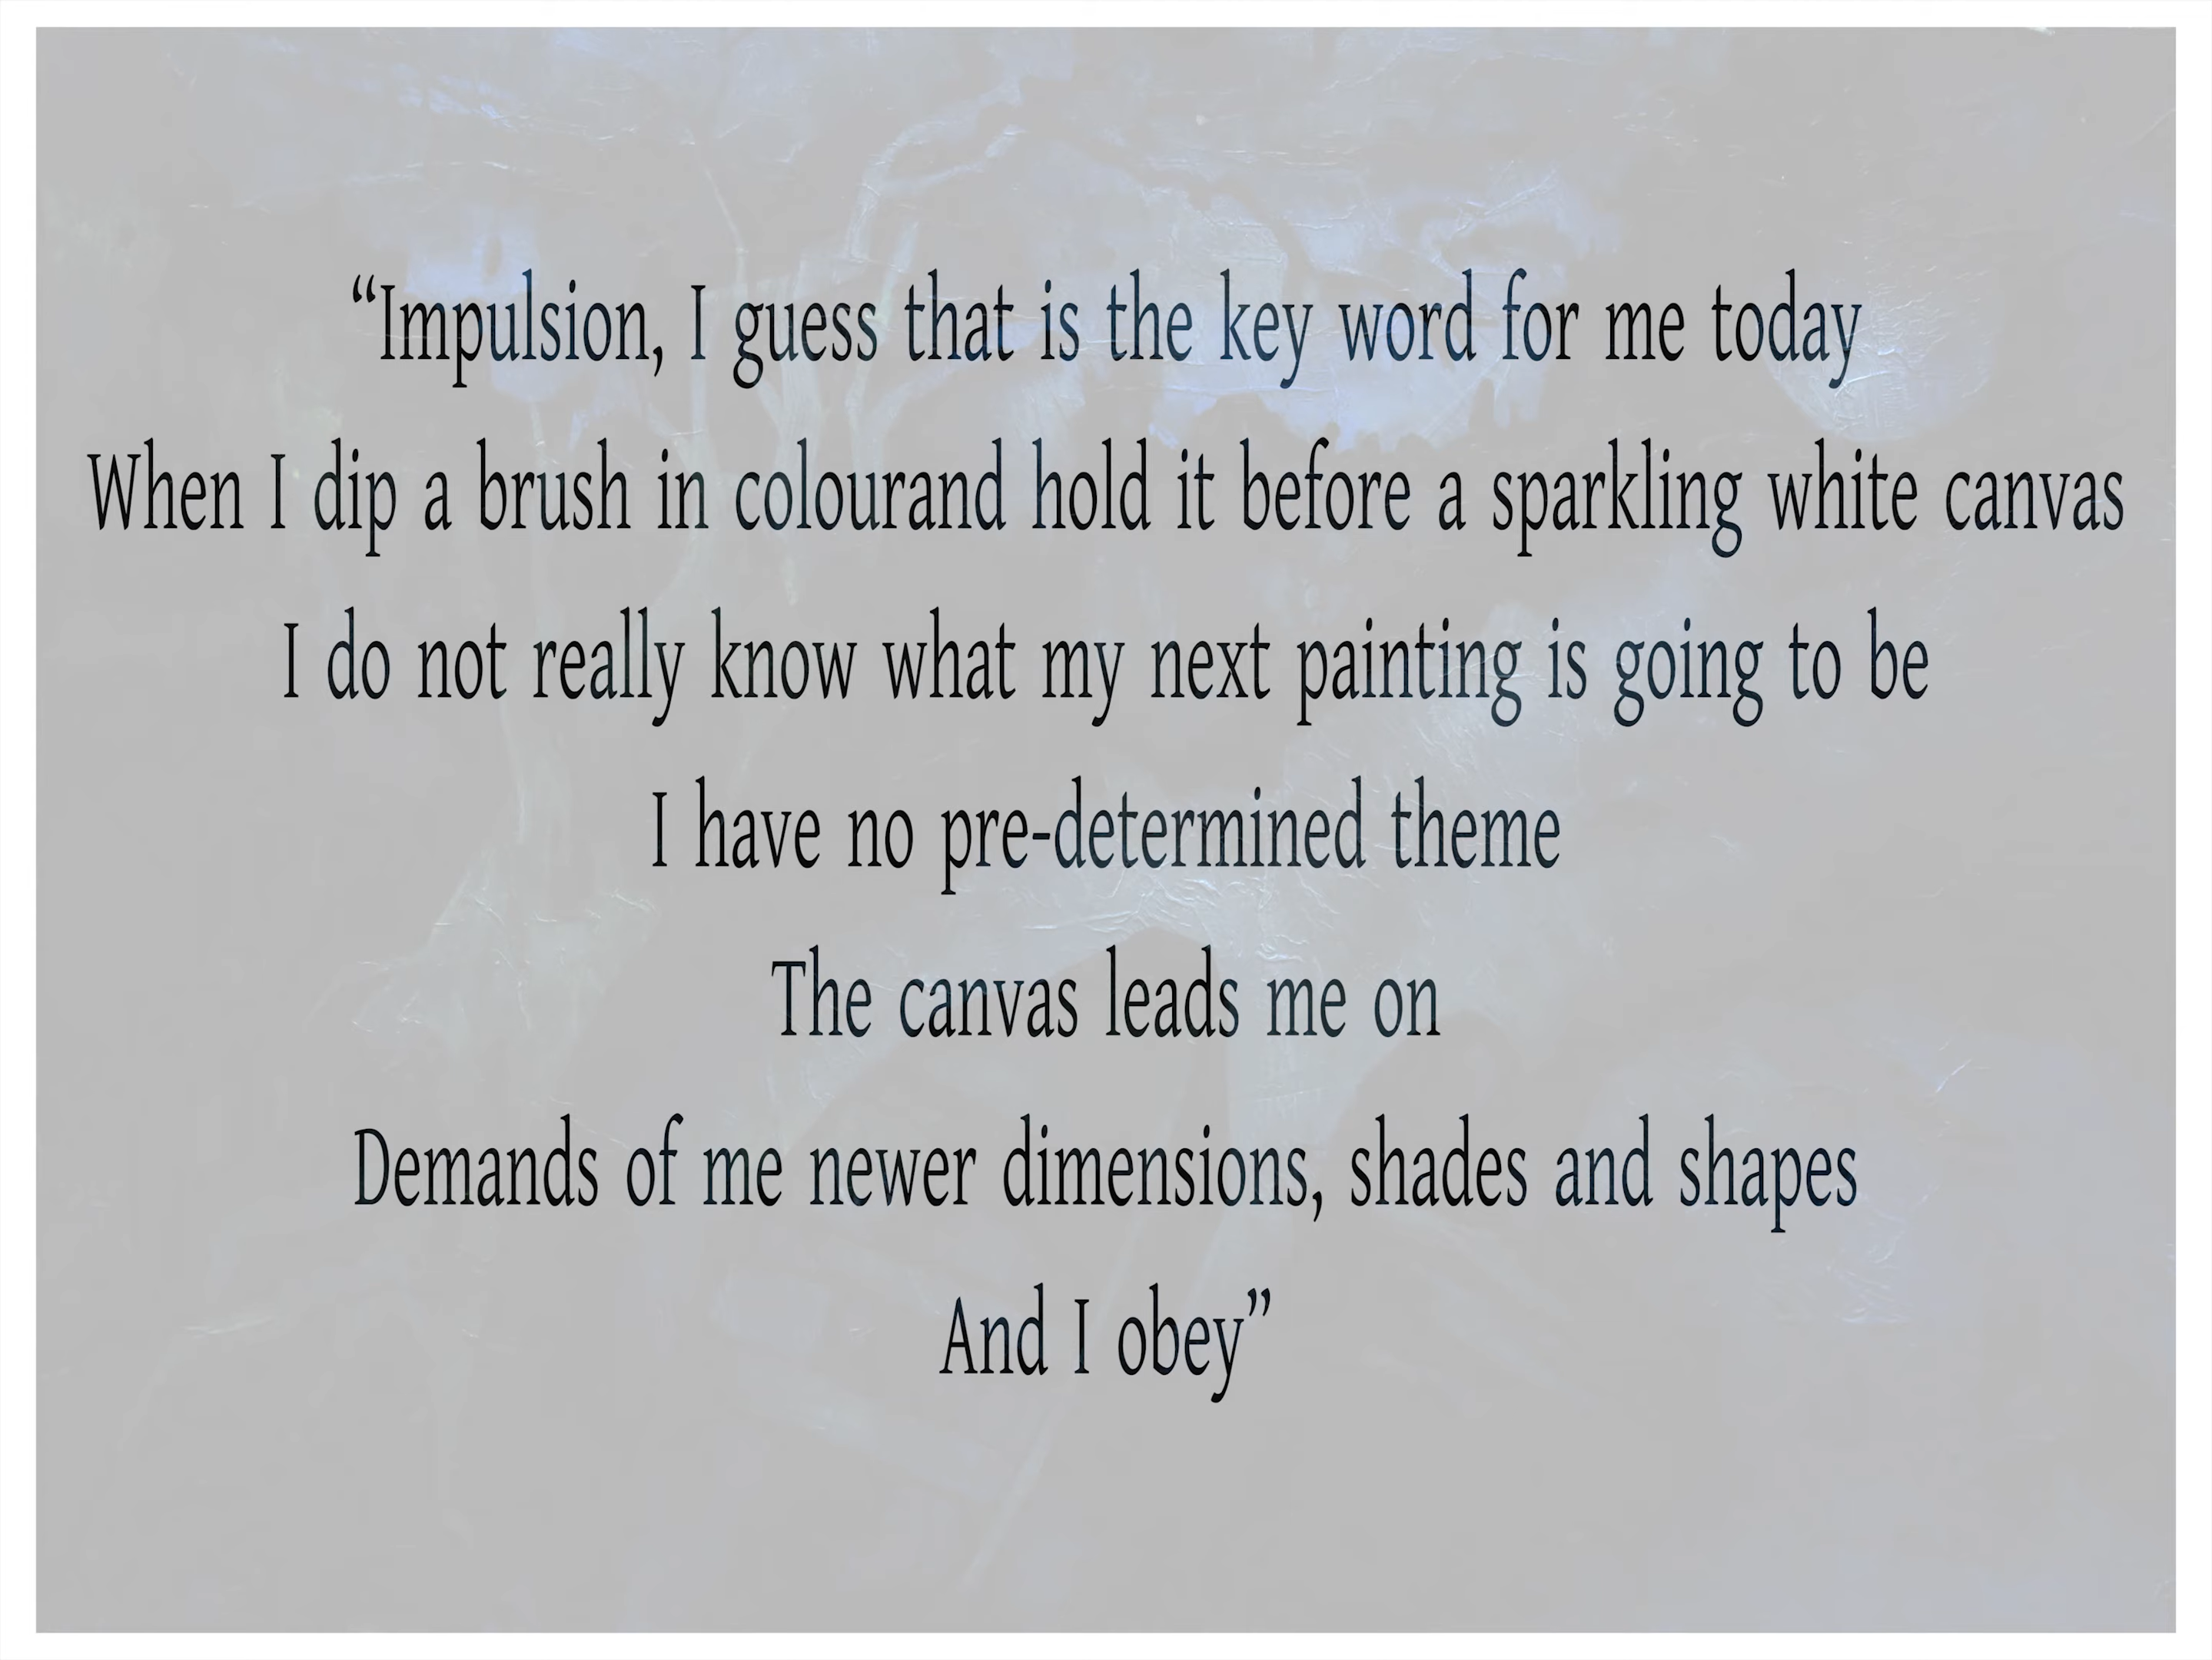 “Impulsion, I guess that is the key word for me today
When I dip a brush in colourand hold it before a sparkling white canvas
I do not really know what my next painting is going to be
I have no pre-determined theme
The canvas leads me on
Demands of me newer dimensions, shades and shapes
And I obey”